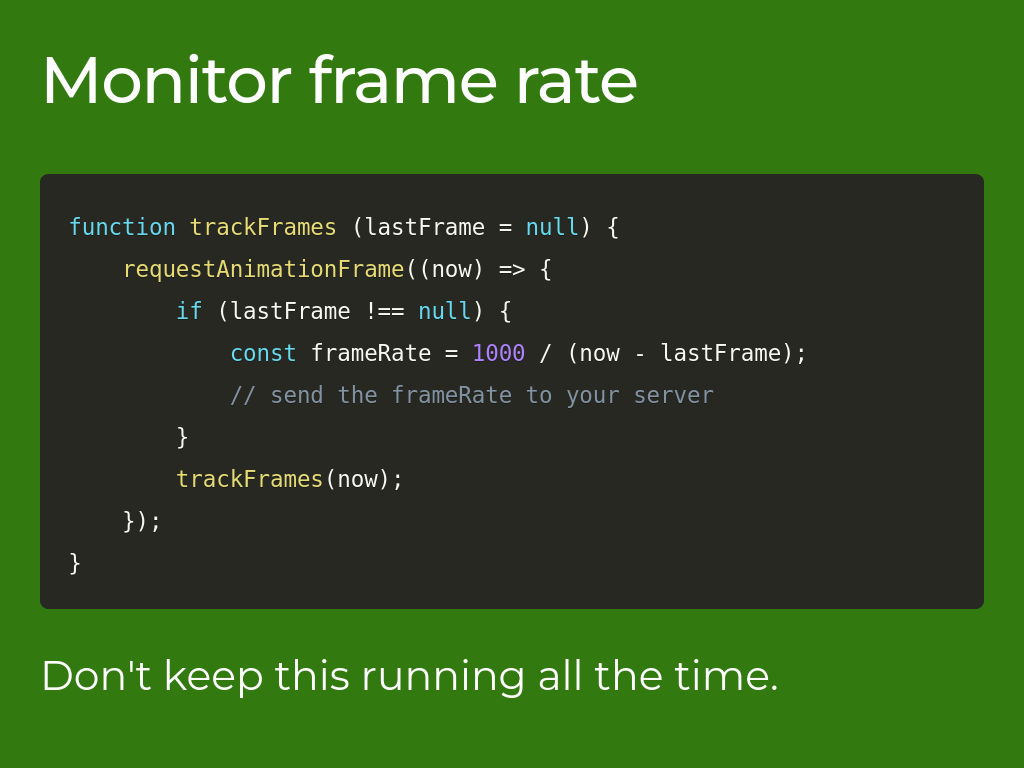 Monitor frame rate
function trackFrames (lastFrame = null) {
    requestAnimationFrame((now) => {
        if (lastFrame !== null) {
            const frameRate = 1000 / (now - lastFrame);
            // send the frameRate to your server
        }
        trackFrames(now);
    });
}
Don't keep this running all the time.